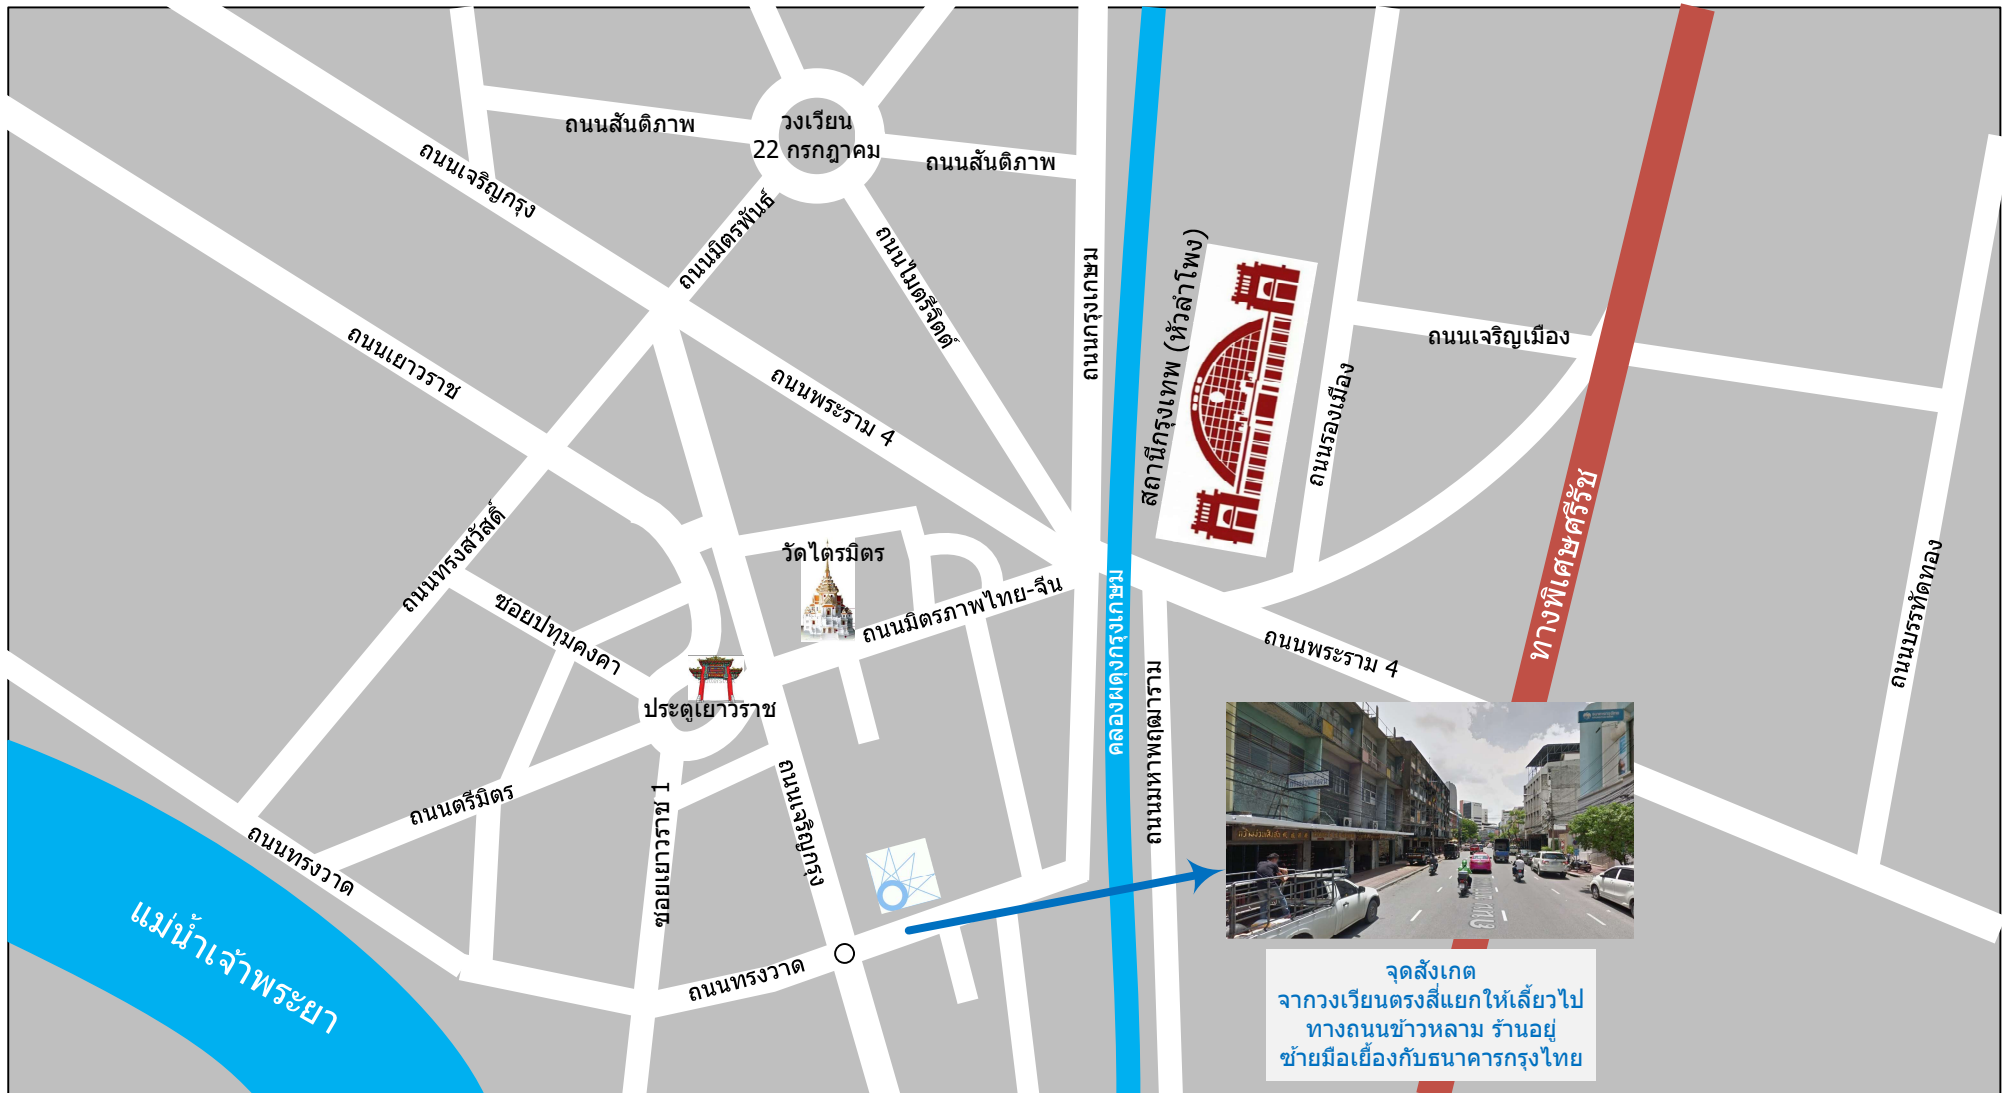 ถนนสันติภาพ
วงเวียน
22 กรกฎาคม
ถนนสันติภาพ
ถนนเจริญกรุง
ถนนมิตรพันธ์
ถนนไมตรีจิตต์
ถนนกรุงเกษม
สถานีกรุงเทพ (หัวลำโพง)
ถนนเจริญเมือง
ถนนเยาวราช
ถนนพระราม 4
ถนนรองเมือง
ทางพิเศษศรีรัช
ถนนบรรทัดทอง
ถนนทรงสวัสดิ์
วัดไตรมิตร
ซอยปทุมคงคา
ถนนมิตรภาพไทย-จีน
คลองผดุงกรุงเกษม
ถนนพระราม 4
ถนนมหาพฤฒาราม
ประตูเยาวราช
ถนนตรีมิตร
ซอยเยาวราช 1
ถนนเจริญกรุง
ถนนทรงวาด
แม่น้ำเจ้าพระยา
ถนนทรงวาด
จุดสังเกต
จากวงเวียนตรงสี่แยกให้เลี้ยวไป
ทางถนนข้าวหลาม ร้านอยู่
ซ้ายมือเยื้องกับธนาคารกรุงไทย